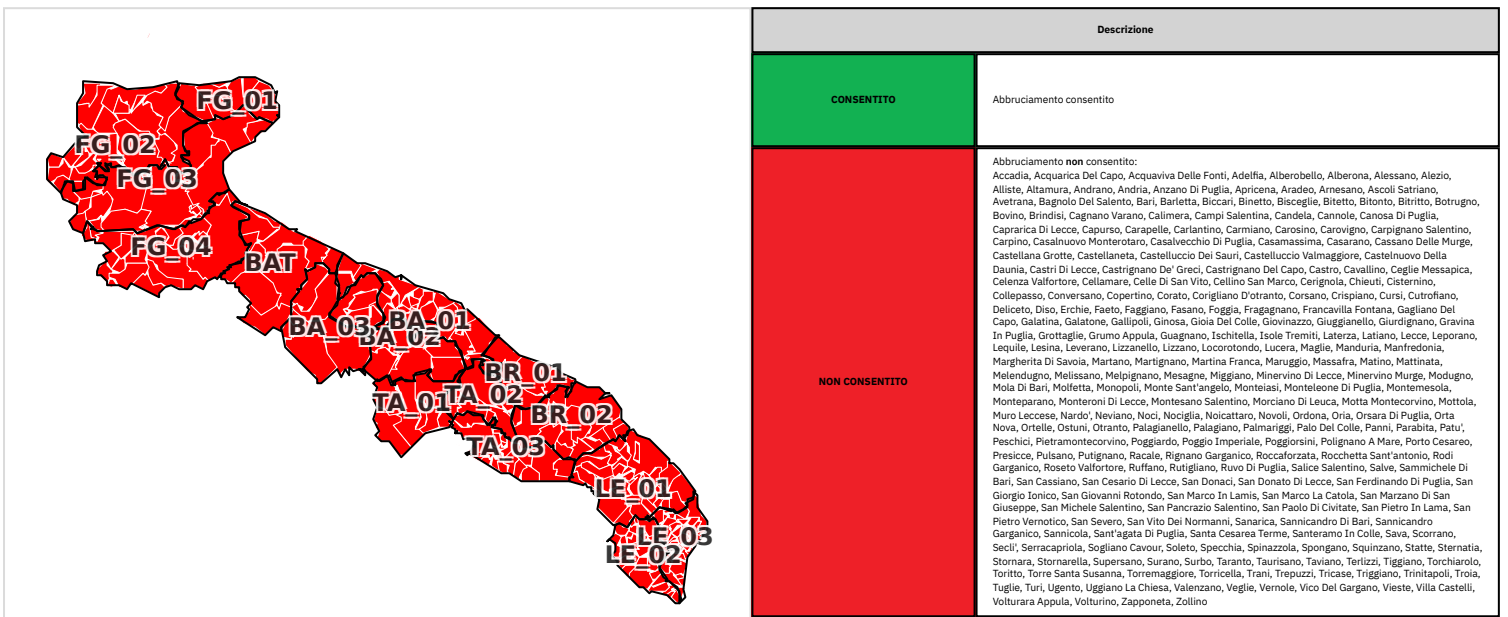 FG_01
FG_02
FG_03
FG_04
BAT
BA_01
BA_03
BA_02
BR_01
TA_02
TA_01
BR_02
TA_03
LE_01
LE_03
LE_02
Descrizione
CONSENTITO
Abbruciamento consentito
NON CONSENTITO
Abbruciamento non consentito:
Accadia, Acquarica Del Capo, Acquaviva Delle Fonti, Adelfia, Alberobello, Alberona, Alessano, Alezio,
Alliste, Altamura, Andrano, Andria, Anzano Di Puglia, Apricena, Aradeo, Arnesano, Ascoli Satriano,
Avetrana, Bagnolo Del Salento, Bari, Barletta, Biccari, Binetto, Bisceglie, Bitetto, Bitonto, Bitritto, Botrugno,
Bovino, Brindisi, Cagnano Varano, Calimera, Campi Salentina, Candela, Cannole, Canosa Di Puglia,
Caprarica Di Lecce, Capurso, Carapelle, Carlantino, Carmiano, Carosino, Carovigno, Carpignano Salentino,
Carpino, Casalnuovo Monterotaro, Casalvecchio Di Puglia, Casamassima, Casarano, Cassano Delle Murge,
Castellana Grotte, Castellaneta, Castelluccio Dei Sauri, Castelluccio Valmaggiore, Castelnuovo Della
Daunia, Castri Di Lecce, Castrignano De' Greci, Castrignano Del Capo, Castro, Cavallino, Ceglie Messapica,
Celenza Valfortore, Cellamare, Celle Di San Vito, Cellino San Marco, Cerignola, Chieuti, Cisternino,
Collepasso, Conversano, Copertino, Corato, Corigliano D'otranto, Corsano, Crispiano, Cursi, Cutrofiano,
Deliceto, Diso, Erchie, Faeto, Faggiano, Fasano, Foggia, Fragagnano, Francavilla Fontana, Gagliano Del
Capo, Galatina, Galatone, Gallipoli, Ginosa, Gioia Del Colle, Giovinazzo, Giuggianello, Giurdignano, Gravina
In Puglia, Grottaglie, Grumo Appula, Guagnano, Ischitella, Isole Tremiti, Laterza, Latiano, Lecce, Leporano,
Lequile, Lesina, Leverano, Lizzanello, Lizzano, Locorotondo, Lucera, Maglie, Manduria, Manfredonia,
Margherita Di Savoia, Martano, Martignano, Martina Franca, Maruggio, Massafra, Matino, Mattinata,
Melendugno, Melissano, Melpignano, Mesagne, Miggiano, Minervino Di Lecce, Minervino Murge, Modugno,
Mola Di Bari, Molfetta, Monopoli, Monte Sant'angelo, Monteiasi, Monteleone Di Puglia, Montemesola,
Monteparano, Monteroni Di Lecce, Montesano Salentino, Morciano Di Leuca, Motta Montecorvino, Mottola,
Muro Leccese, Nardo', Neviano, Noci, Nociglia, Noicattaro, Novoli, Ordona, Oria, Orsara Di Puglia, Orta
Nova, Ortelle, Ostuni, Otranto, Palagianello, Palagiano, Palmariggi, Palo Del Colle, Panni, Parabita, Patu',
Peschici, Pietramontecorvino, Poggiardo, Poggio Imperiale, Poggiorsini, Polignano A Mare, Porto Cesareo,
Presicce, Pulsano, Putignano, Racale, Rignano Garganico, Roccaforzata, Rocchetta Sant'antonio, Rodi
Garganico, Roseto Valfortore, Ruffano, Rutigliano, Ruvo Di Puglia, Salice Salentino, Salve, Sammichele Di
Bari, San Cassiano, San Cesario Di Lecce, San Donaci, San Donato Di Lecce, San Ferdinando Di Puglia, San
Giorgio Ionico, San Giovanni Rotondo, San Marco In Lamis, San Marco La Catola, San Marzano Di San
Giuseppe, San Michele Salentino, San Pancrazio Salentino, San Paolo Di Civitate, San Pietro In Lama, San
Pietro Vernotico, San Severo, San Vito Dei Normanni, Sanarica, Sannicandro Di Bari, Sannicandro
Garganico, Sannicola, Sant'agata Di Puglia, Santa Cesarea Terme, Santeramo In Colle, Sava, Scorrano,
Secli', Serracapriola, Sogliano Cavour, Soleto, Specchia, Spinazzola, Spongano, Squinzano, Statte, Sternatia,
Stornara, Stornarella, Supersano, Surano, Surbo, Taranto, Taurisano, Taviano, Terlizzi, Tiggiano, Torchiarolo,
Toritto, Torre Santa Susanna, Torremaggiore, Torricella, Trani, Trepuzzi, Tricase, Triggiano, Trinitapoli, Troia,
Tuglie, Turi, Ugento, Uggiano La Chiesa, Valenzano, Veglie, Vernole, Vico Del Gargano, Vieste, Villa Castelli,
Volturara Appula, Volturino, Zapponeta, Zollino